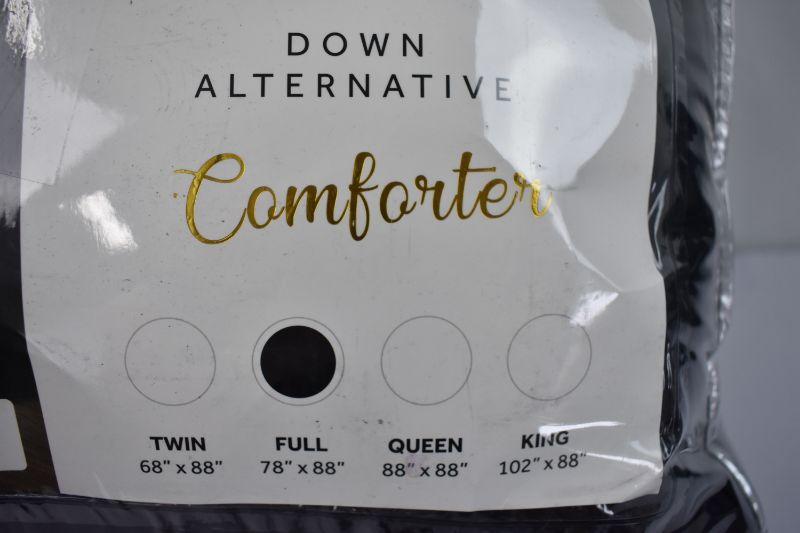 DOWN
ALTERNATIVE
Comforter
TWIN FULL QUEEN KING
68" x 88" 78" x 88" 88" x 88" 102" x 88"